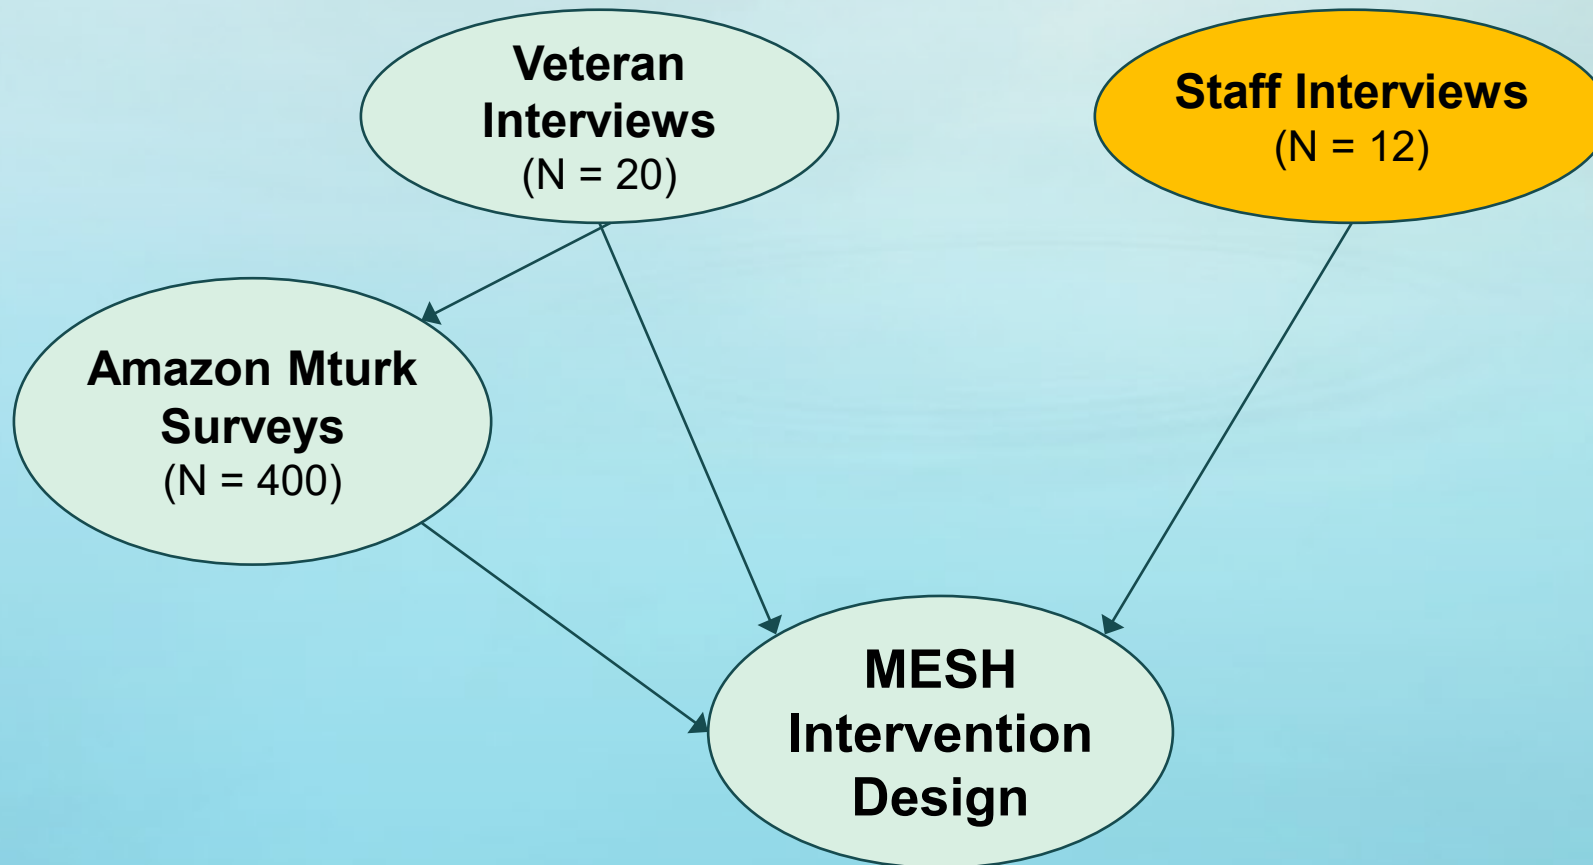 Veteran
Interviews
(N = 20)
Staff Interviews
(N = 12)
Amazon Mturk
Surveys
(N = 400)
MESH
Intervention
Design